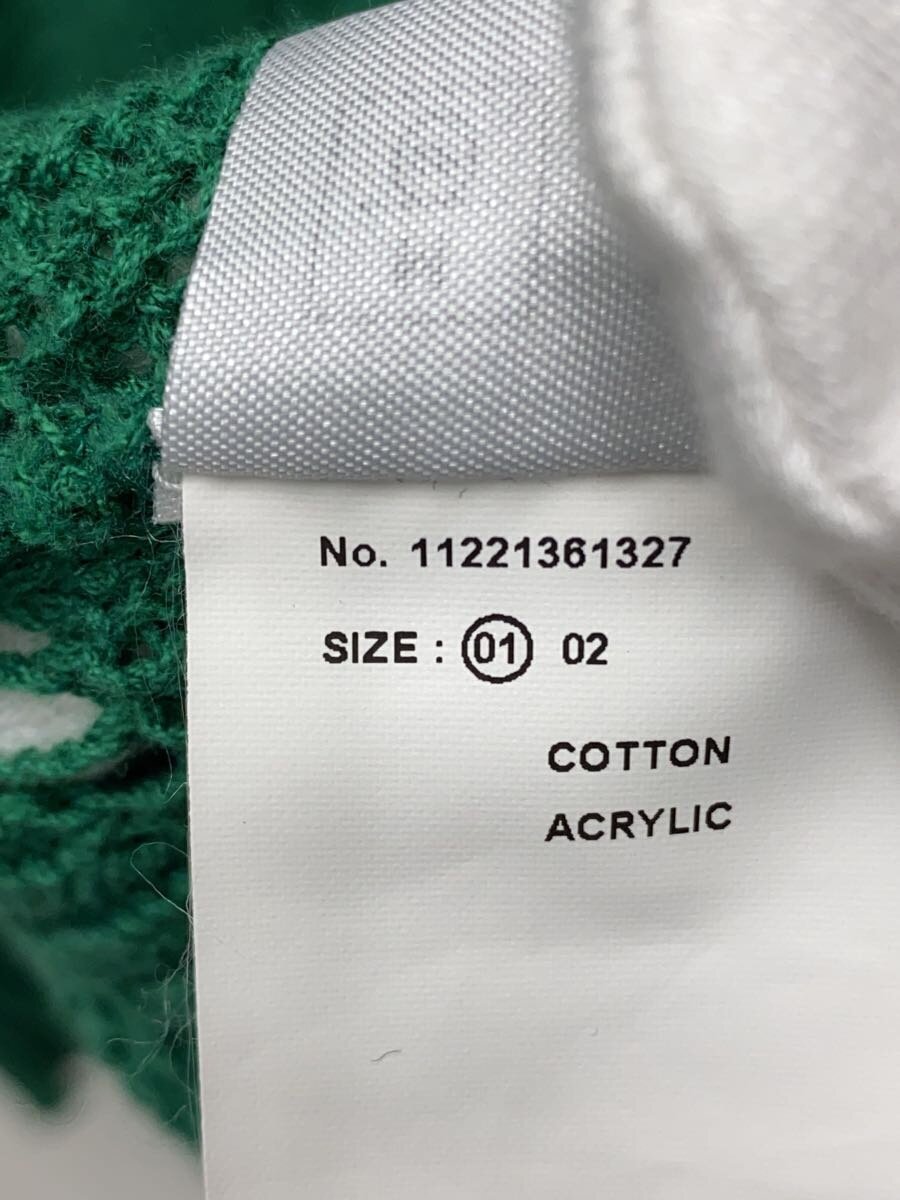 No. 11221361327
SIZE : 01 02
COTTON
ACRYLIC